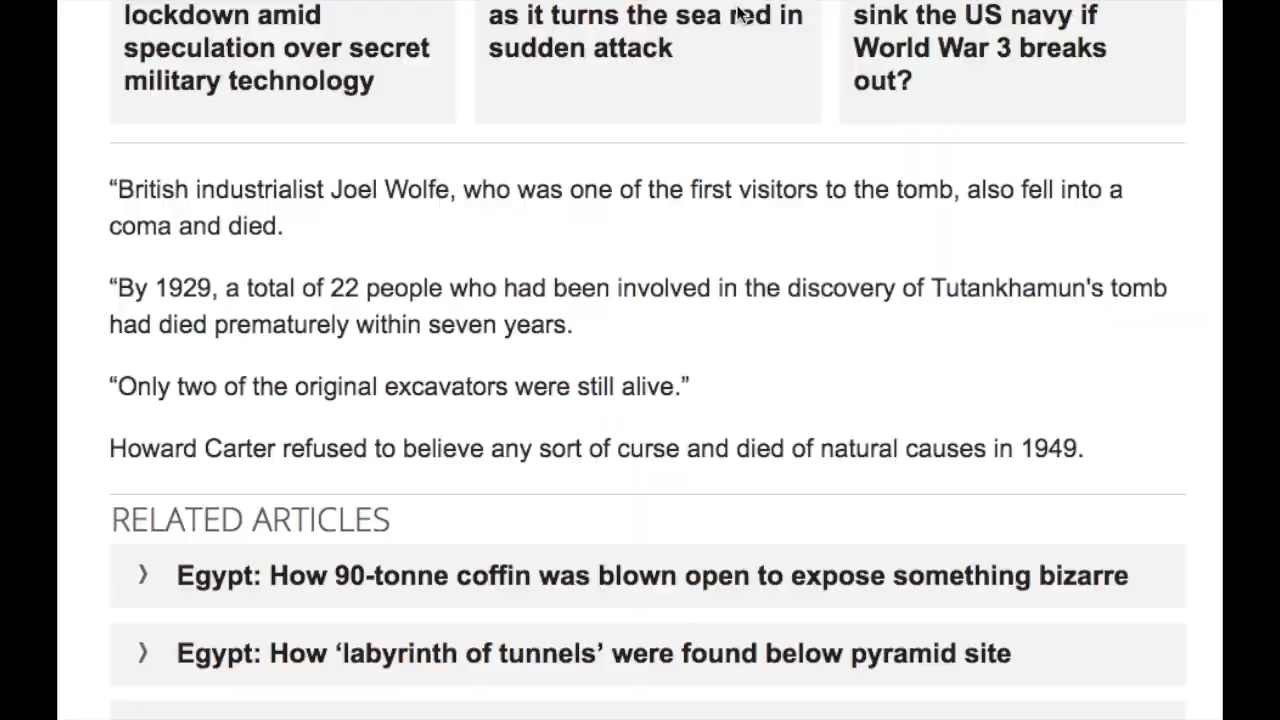 lockdown amid
speculation over secret
military technology
as it turns the sea red in
sudden attack
sink the US navy if
World War 3 breaks
out?
“British industrialist Joel Wolfe, who was one of the first visitors to the tomb, also fell into a
coma and died.
“By 1929, a total of 22 people who had been involved in the discovery of Tutankhamun's tomb
had died prematurely within seven years.
“Only two of the original excavators were still alive.”
Howard Carter refused to believe any sort of curse and died of natural causes in 1949.
RELATED ARTICLES
Egypt: How 90-tonne coffin was blown open to expose something bizarre
Egypt: How ‘labyrinth of tunnels’ were found below pyramid site